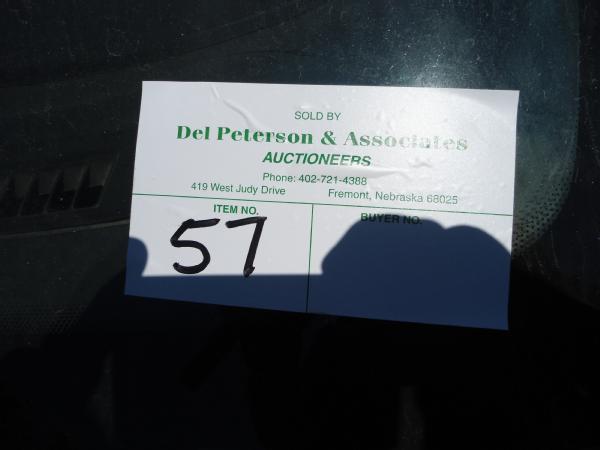 SOLD BY
Del Peterson & Associates
AUCTIONEERS
Phone: 402-721-4388
419 West Judy Drive Fremont, Nebraska 68025
ITEM NO. BUYER NO.
57